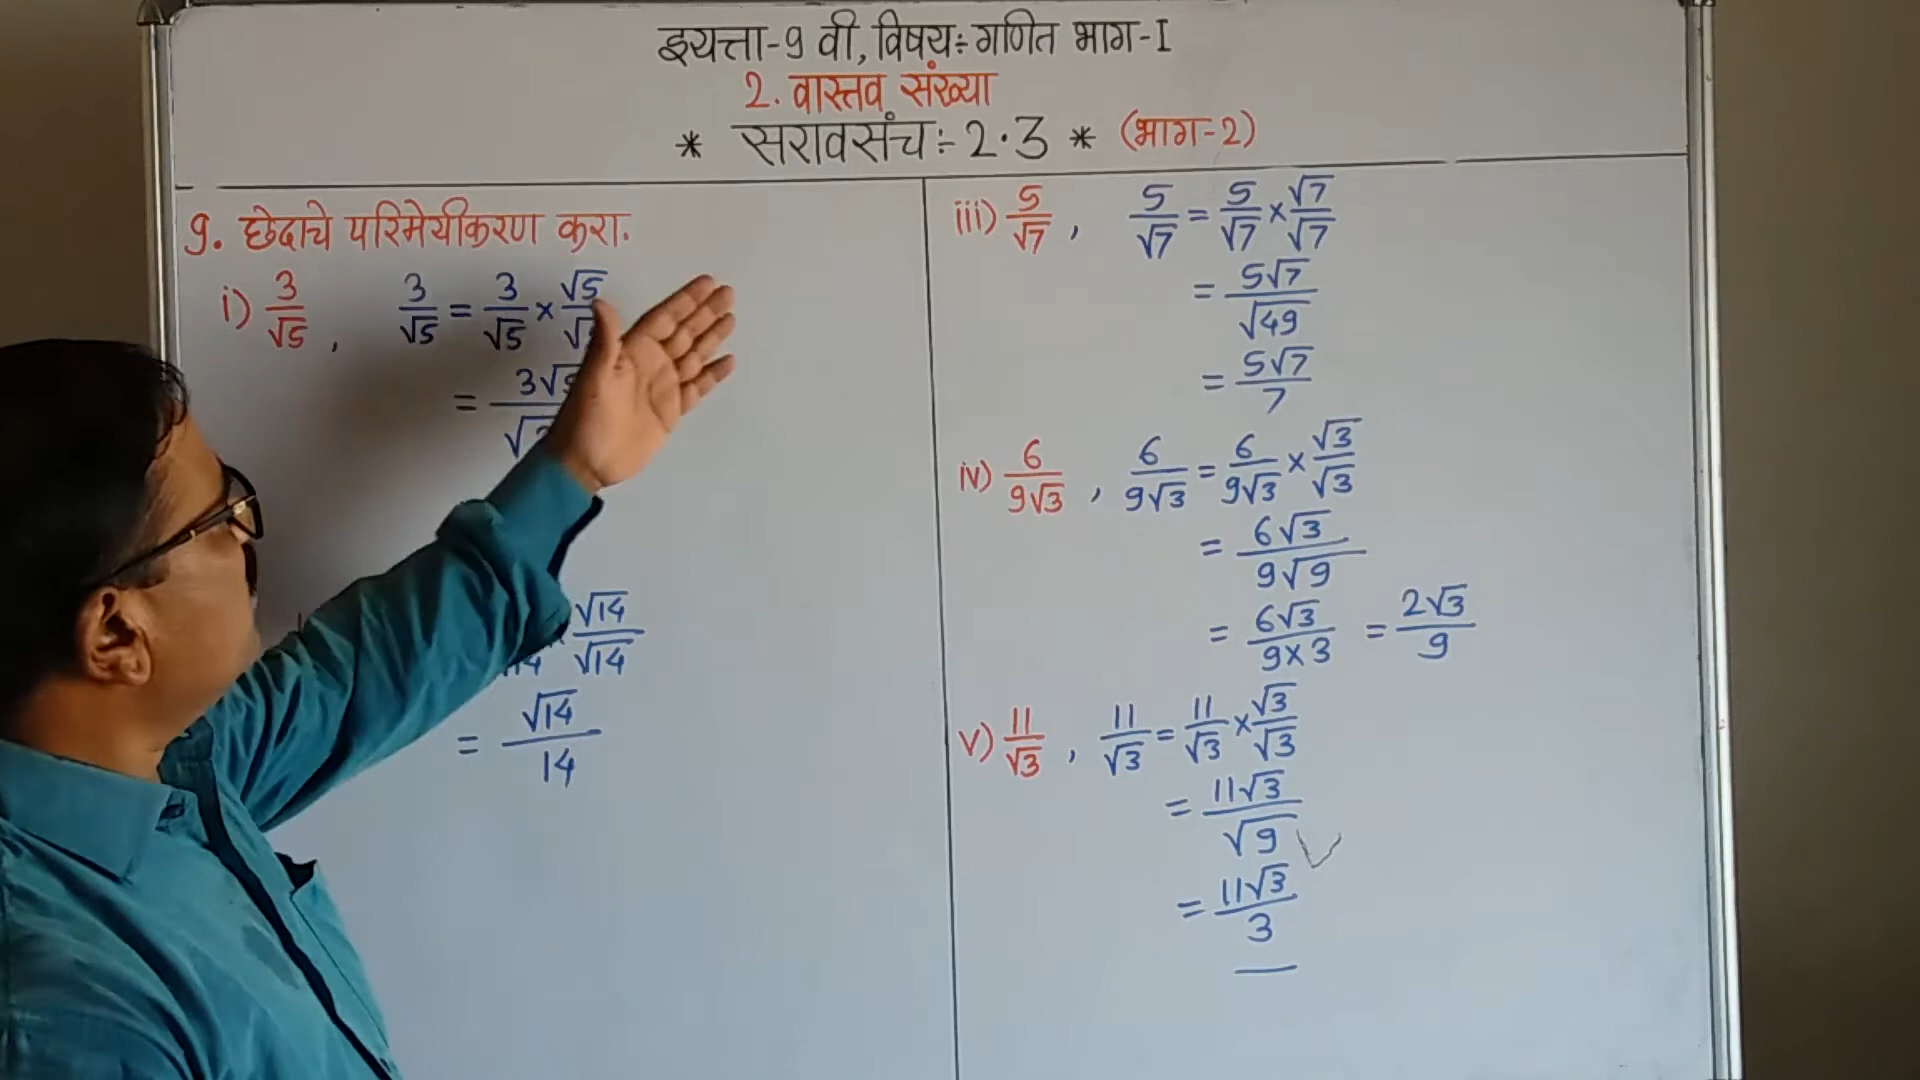 इयत्ता-9 वी, विषय:- गणित भाग-I
2. वास्तव संख्या
* सरावसंच:- 2.3 * (भाग-2)
9. छेदाचे परिमेयीकरण करा.
i) 3/√5 , 3/√5 = 3/√5 × √5/
= 3√
√14/√14
= √14/14
iii) 5/√7 , 5/√7 = 5/√7 × √7/√7
= 5√7/√49
= 5√7/7
iv) 6/9√3 , 6/9√3 = 6/9√3 × √3/√3
= 6√3/9√9
= 6√3/9×3 = 2√3/9
v) 11/√3 , 11/√3 = 11/√3 × √3/√3
= 11√3/√9
= 11√3/3